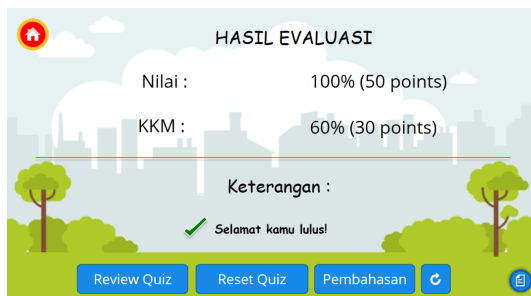 HASIL EVALUASI
Nilai : 100% (50 points)
KKM : 60% (30 points)
Keterangan :
Selamat kamu lulus!
Review Quiz Reset Quiz Pembahasan